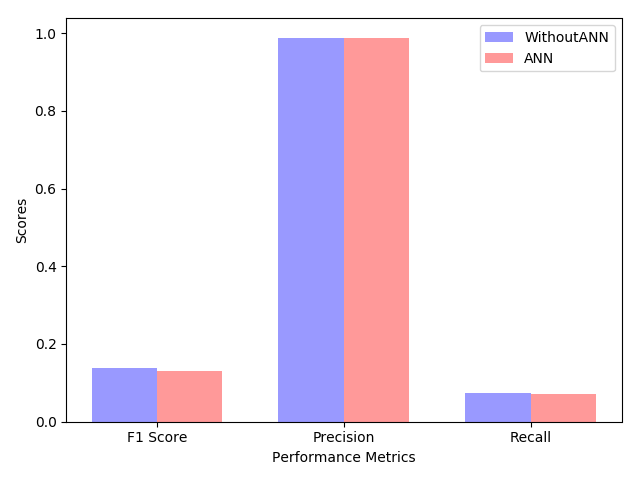 1.0
0.8
0.6
0.4
0.2
0.0
Scores
WithoutANN
ANN
F1 Score Precision Recall
Performance Metrics